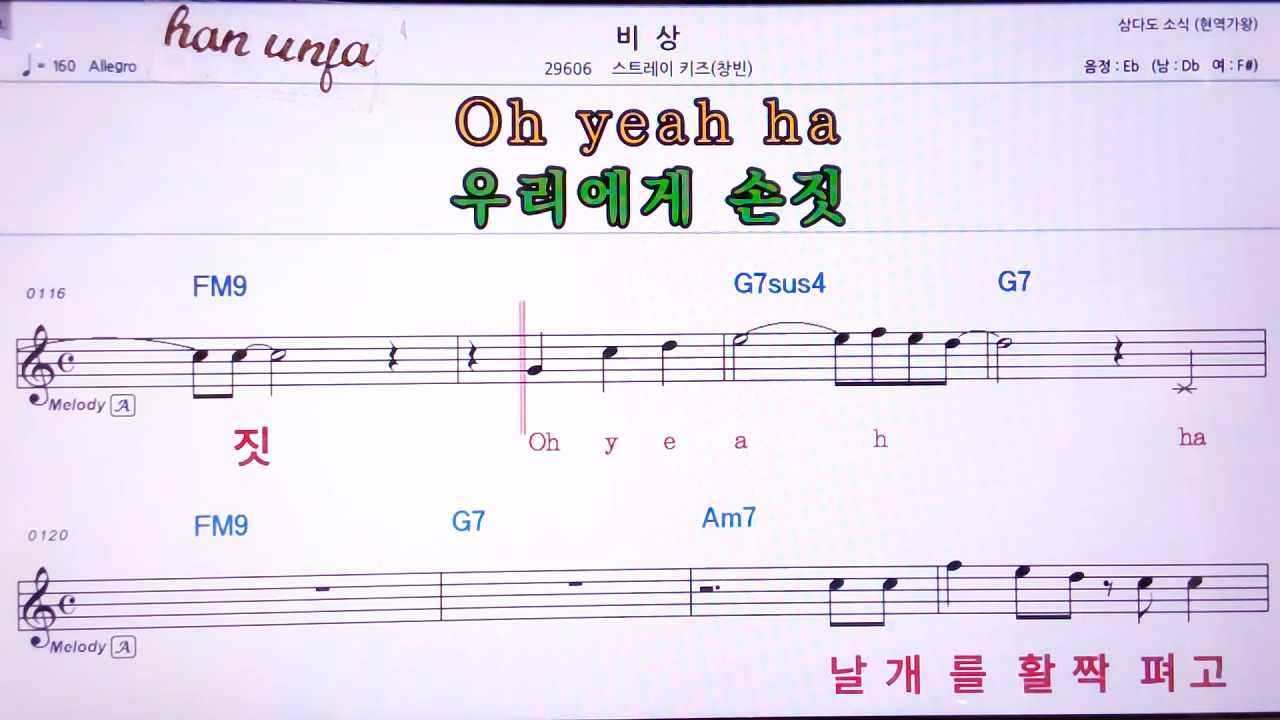 han unfa
비 상
삼다도 소식 (현역가왕)
♩= 160 Allegro
29606 스트레이 키즈(창빈)
음정 : Eb (남 : Db 여 : F#)
Oh yeah ha
우리에게 손짓
0116 FM9 G7sus4 G7
Melody A
짓 Oh y e a h ha
0120 FM9 G7 Am7
Melody A
날 개 를 활 짝 펴 고